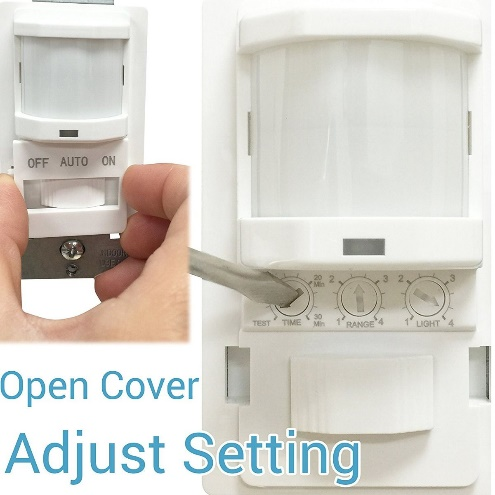 OFF AUTO ON
20 Min
2 3
2 3
TEST TIME 30 Min
1 RANGE 4
1 LIGHT 4
Open Cover
Adjust Setting